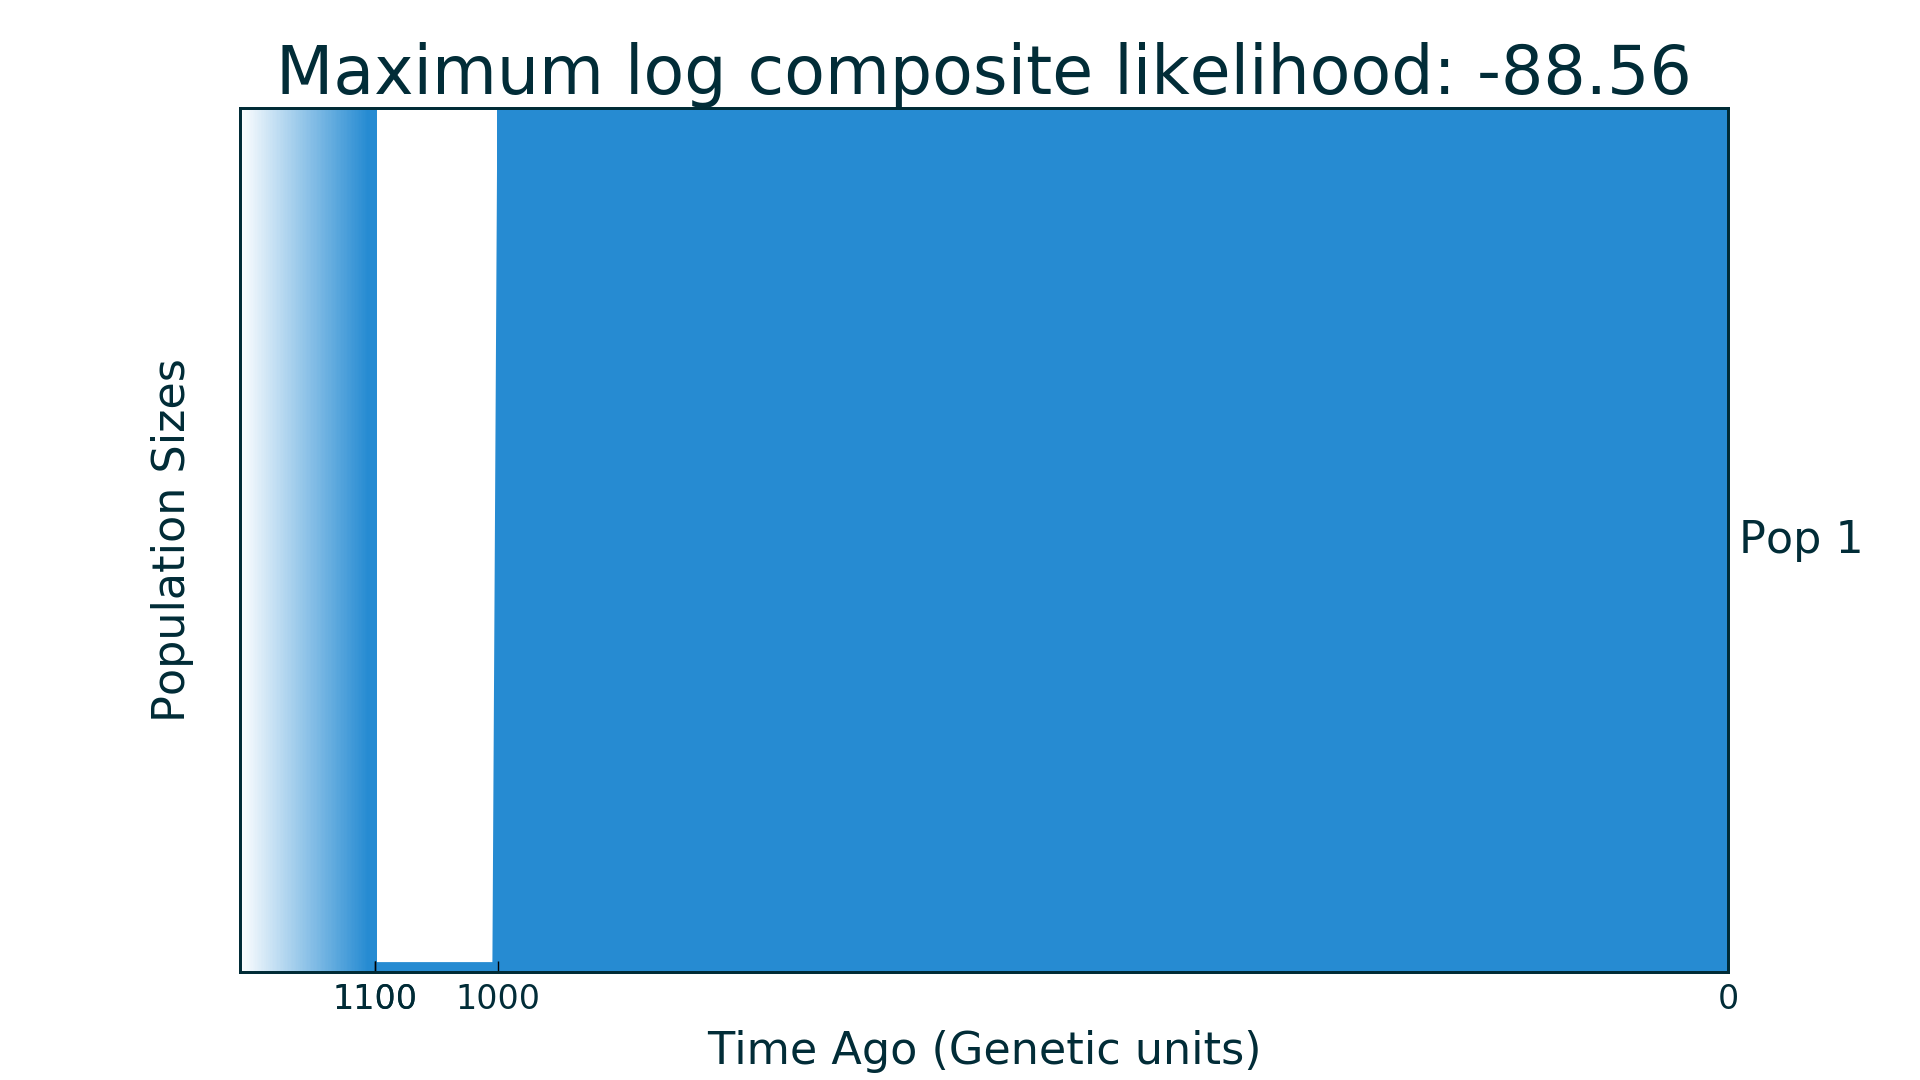 Maximum log composite likelihood: -88.56
Population Sizes
Pop 1
1100 1000 0
Time Ago (Genetic units)